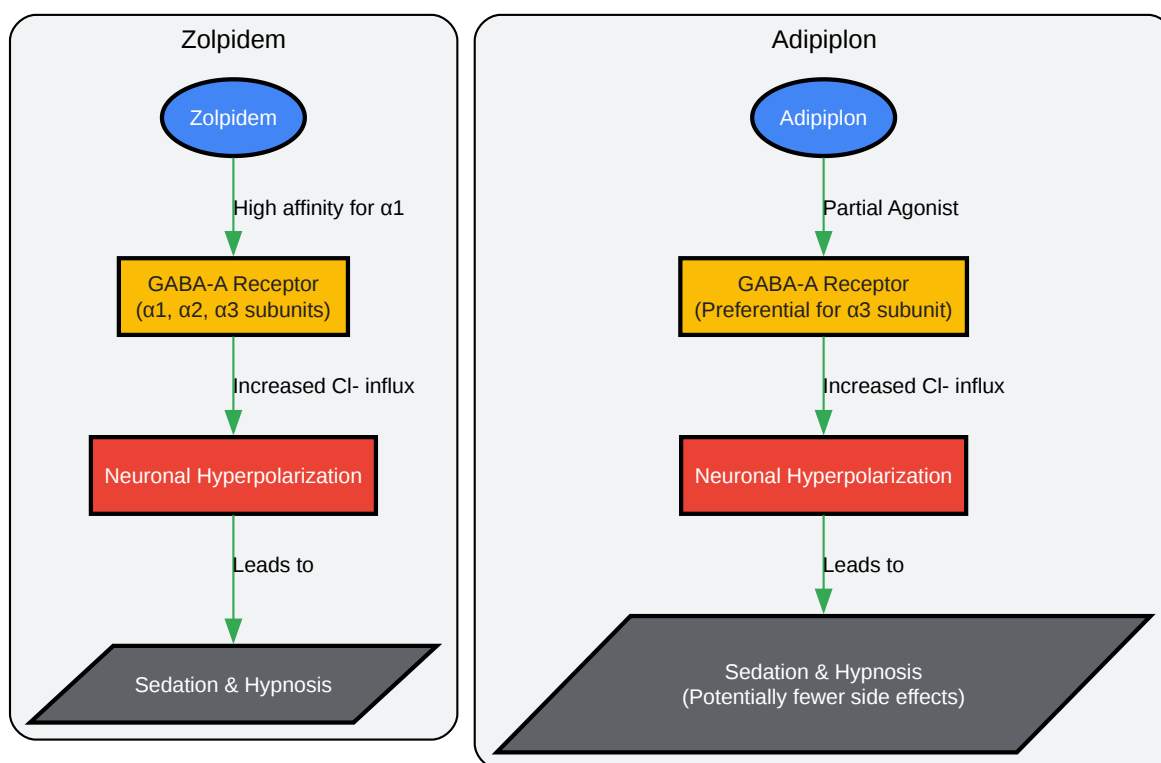 Zolpidem
Zolpidem
High affinity for α1
GABA-A Receptor
(α1, α2, α3 subunits)
Increased Cl- influx
Neuronal Hyperpolarization
Leads to
Sedation & Hypnosis
Adipiplon
Adipiplon
Partial Agonist
GABA-A Receptor
(Preferential for α3 subunit)
Increased Cl- influx
Neuronal Hyperpolarization
Leads to
Sedation & Hypnosis
(Potentially fewer side effects)